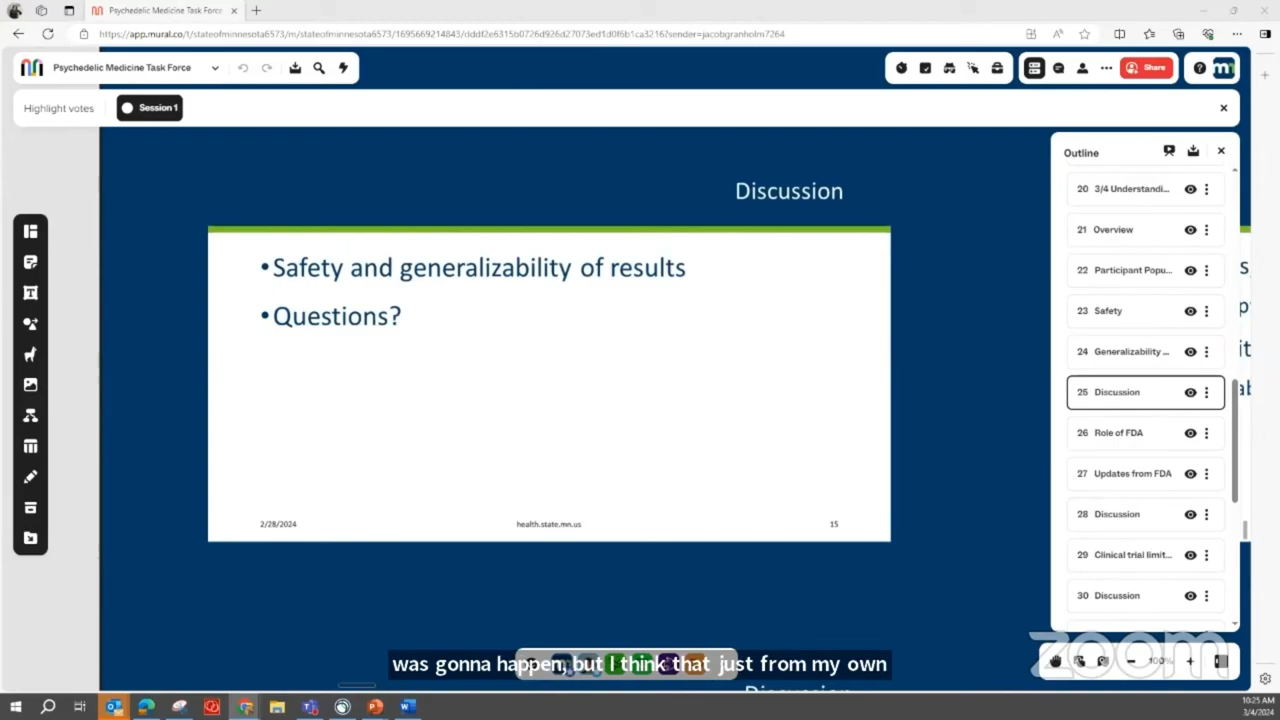 Psychedelic Medicine Task Force
https://app.mural.co/t/stateofminnesota6573/m/stateofminnesota6573/1695669214843/dddf2e6315b0726d926d27073ed1d0f6b1ca3216?sender=jacobgranholm7264
Psychedelic Medicine Task Force
Share
Highlight votes
Session 1
Discussion
•Safety and generalizability of results
•Questions?
2/28/2024
health.state.mn.us
15
Outline
20 3/4 Understandi...
21 Overview
22 Participant Popu...
23 Safety
24 Generalizability ...
25 Discussion
26 Role of FDA
27 Updates from FDA
28 Discussion
29 Clinical trial limit...
30 Discussion
was gonna happen, but I think that just from my own
zoom
100%
Discussion
10:25 AM
3/4/2024